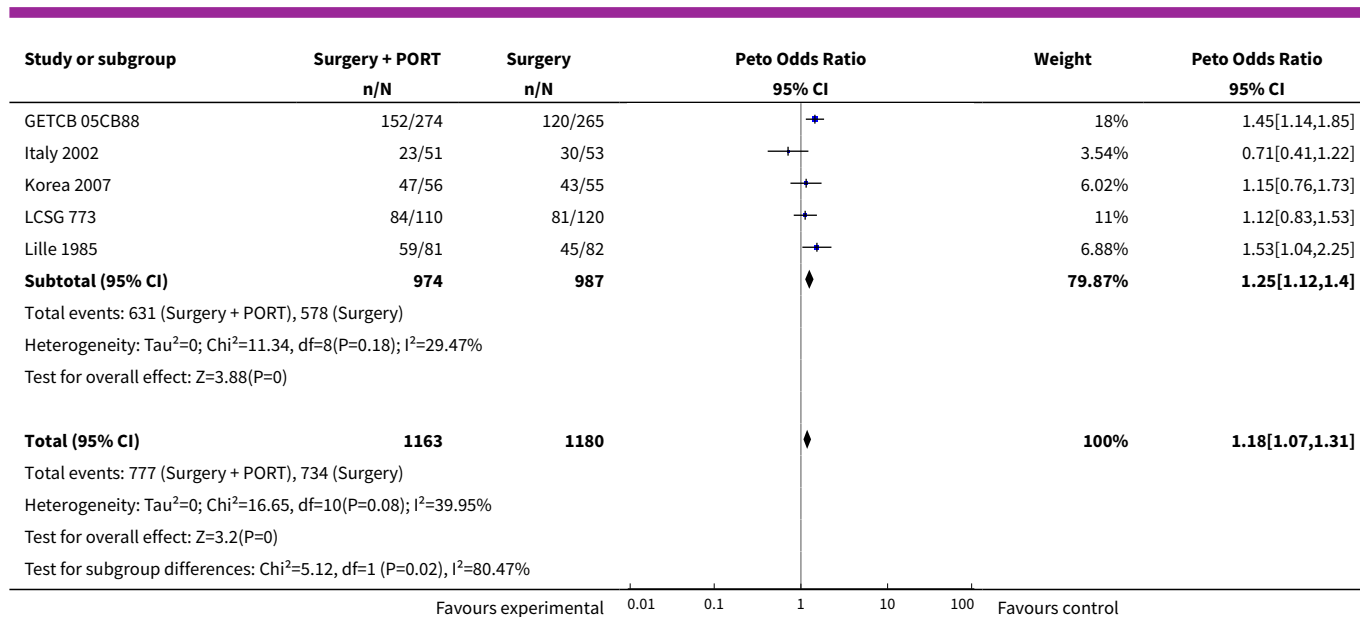 Study or subgroup Surgery + PORT Surgery Peto Odds Ratio Weight Peto Odds Ratio
n/N n/N 95% CI 95% CI
GETCB 05CB88 152/274 120/265 18% 1.45[1.14,1.85]
Italy 2002 23/51 30/53 3.54% 0.71[0.41,1.22]
Korea 2007 47/56 43/55 6.02% 1.15[0.76,1.73]
LCSG 773 84/110 81/120 11% 1.12[0.83,1.53]
Lille 1985 59/81 45/82 6.88% 1.53[1.04,2.25]
Subtotal (95% CI) 974 987 79.87% 1.25[1.12,1.4]
Total events: 631 (Surgery + PORT), 578 (Surgery)
Heterogeneity: Tau²=0; Chi²=11.34, df=8(P=0.18); I²=29.47%
Test for overall effect: Z=3.88(P=0)
Total (95% CI) 1163 1180 100% 1.18[1.07,1.31]
Total events: 777 (Surgery + PORT), 734 (Surgery)
Heterogeneity: Tau²=0; Chi²=16.65, df=10(P=0.08); I²=39.95%
Test for overall effect: Z=3.2(P=0)
Test for subgroup differences: Chi²=5.12, df=1 (P=0.02), I²=80.47%
Favours experimental 0.01 0.1 1 10 100 Favours control